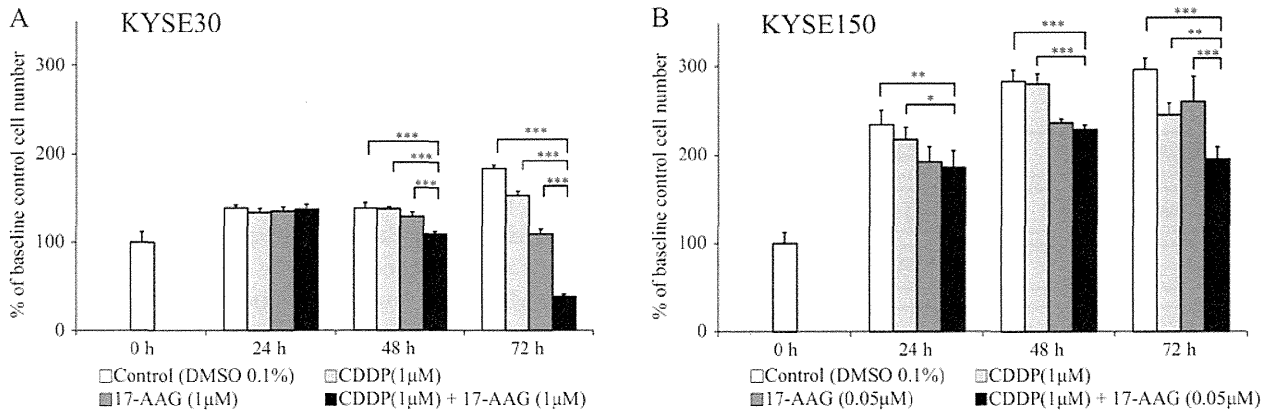 A
KYSE30
% of baseline control cell number
300
200
100
0
***
***
***
***
***
***
0 h
24 h
48 h
72 h
Control (DMSO 0.1%)
CDDP(1μM)
17-AAG (1μM)
CDDP(1μM) + 17-AAG (1μM)
B
KYSE150
% of baseline control cell number
300
200
100
0
**
*
***
***
***
**
***
0 h
24 h
48 h
72 h
Control (DMSO 0.1%)
CDDP(1μM)
17-AAG (0.05μM)
CDDP(1μM) + 17-AAG (0.05μM)